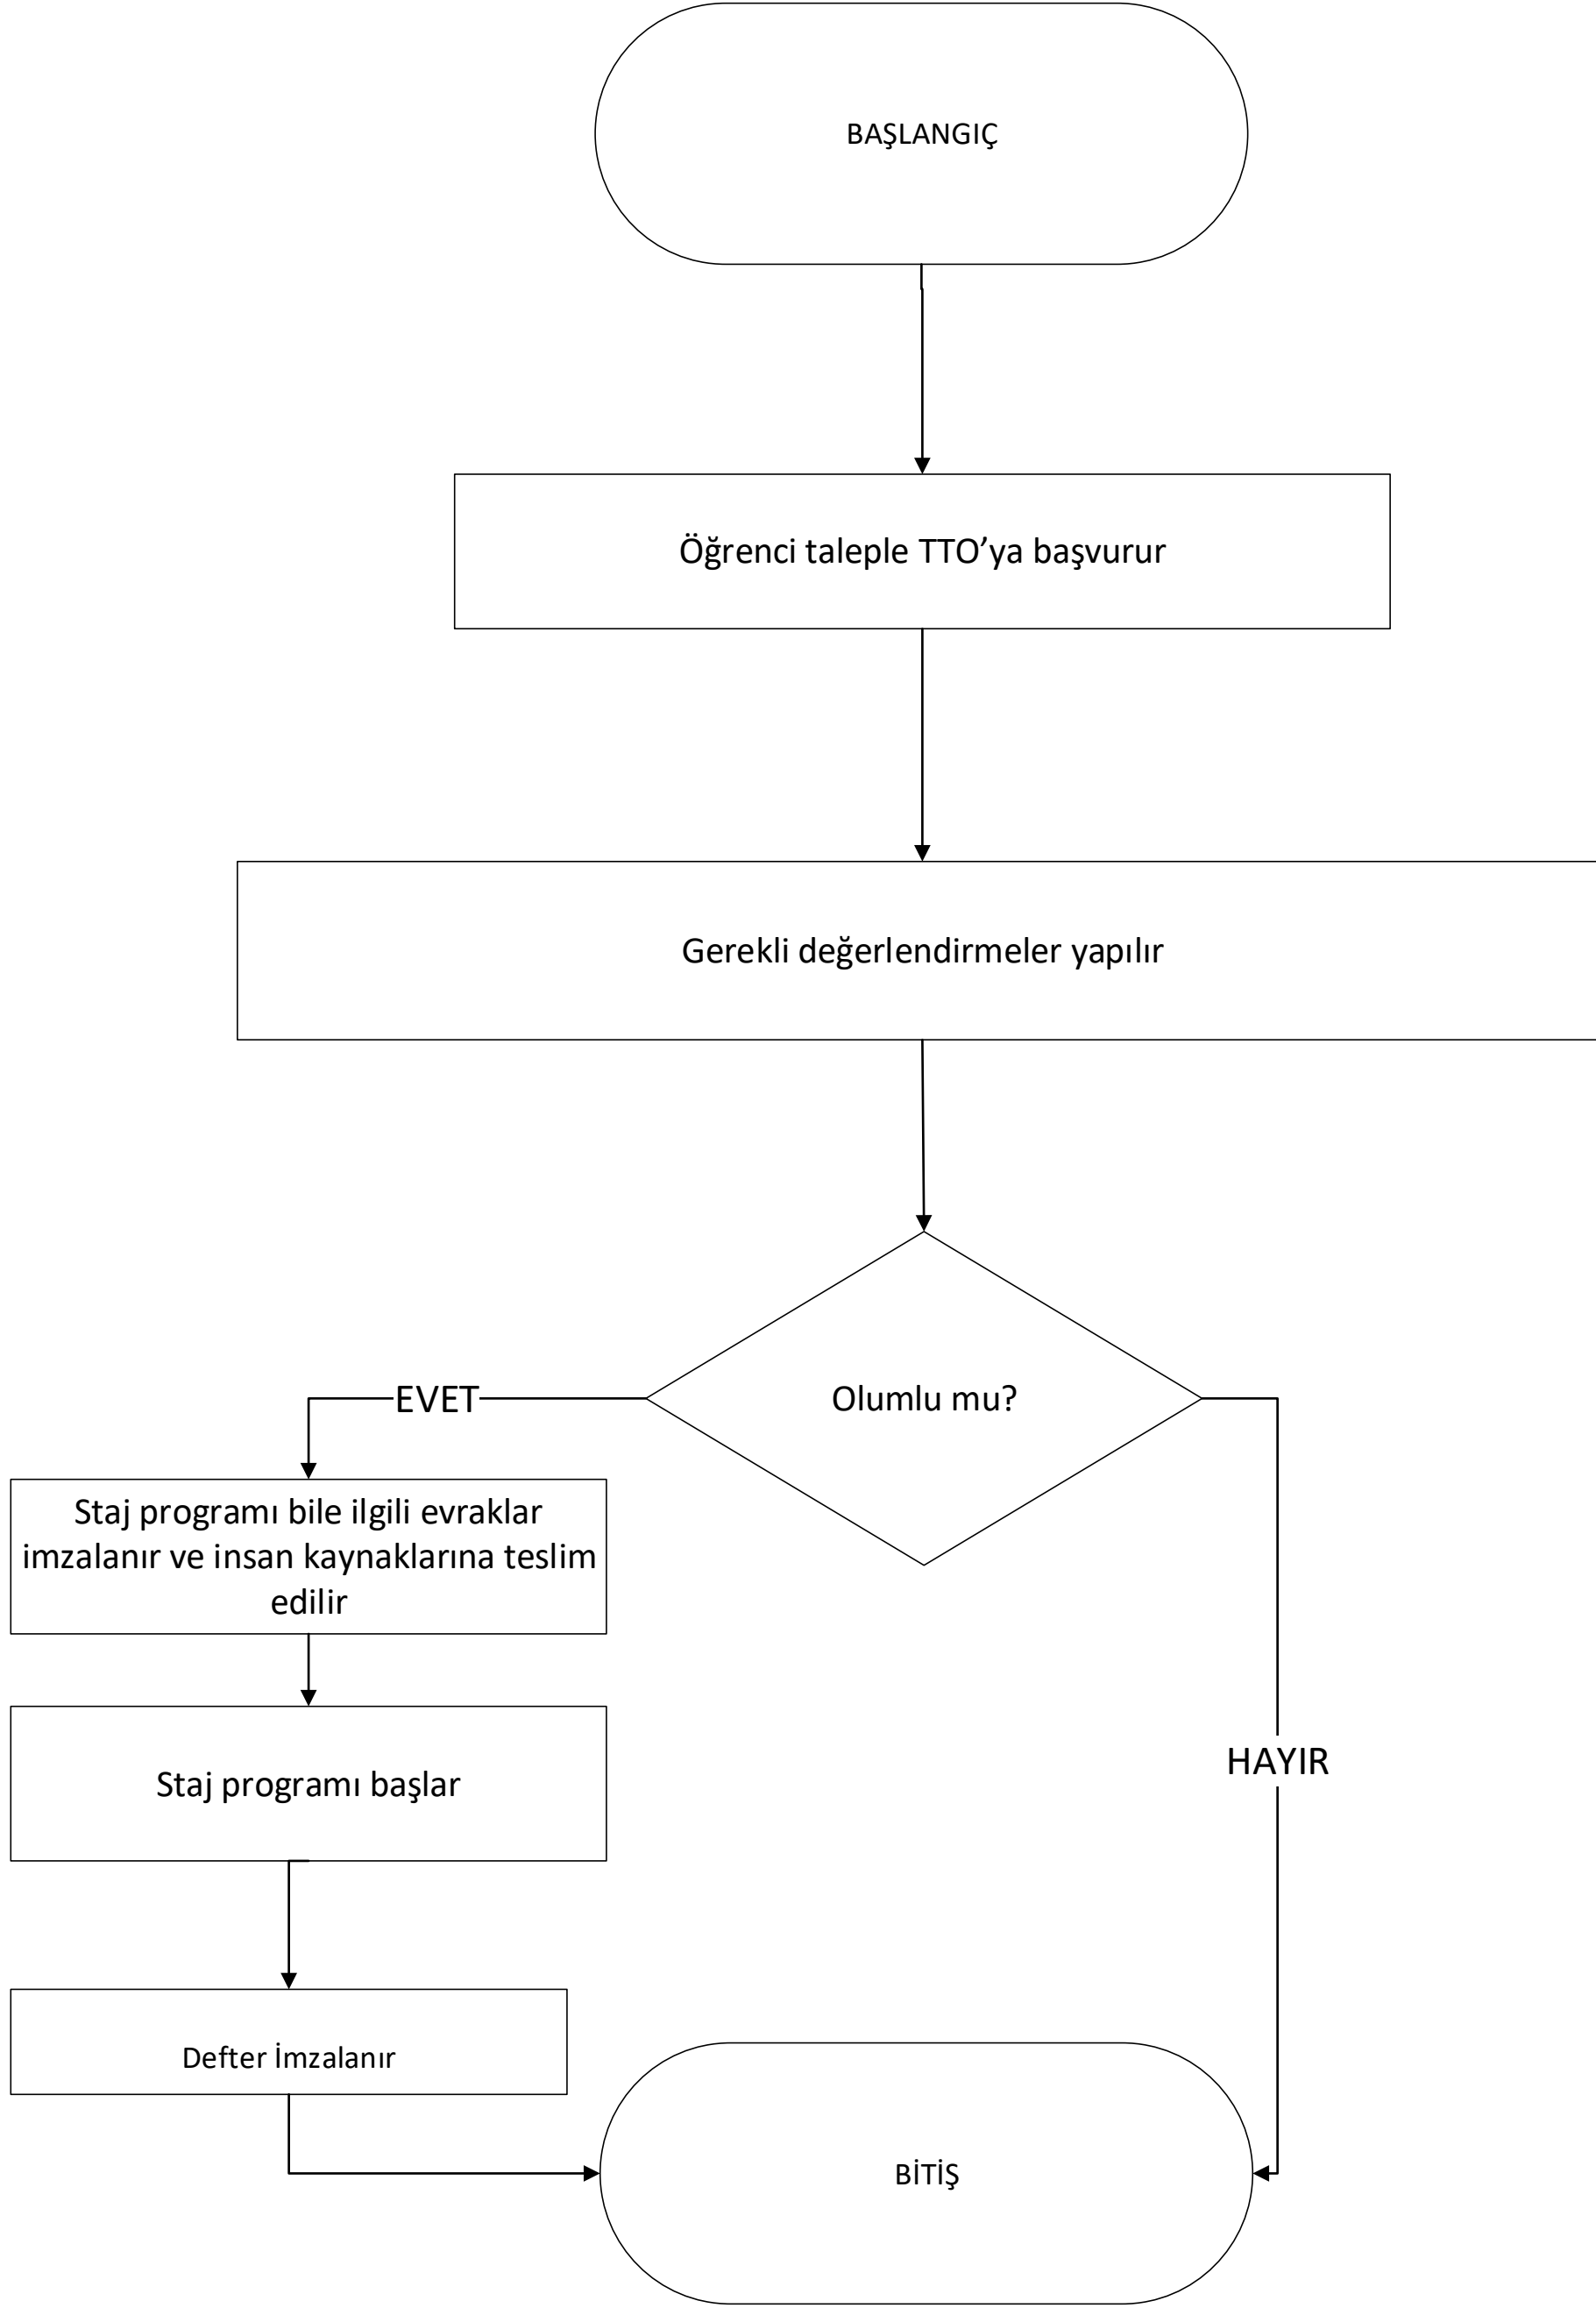 BAŞLANGIÇ
Öğrenci taleple TTO’ya başvurur
Gerekli değerlendirmeler yapılır
Olumlu mu?
EVET
Staj programı bile ilgili evraklar
imzalanır ve insan kaynaklarına teslim
edilir
Staj programı başlar
HAYIR
Defter İmzalanır
BİTİŞ